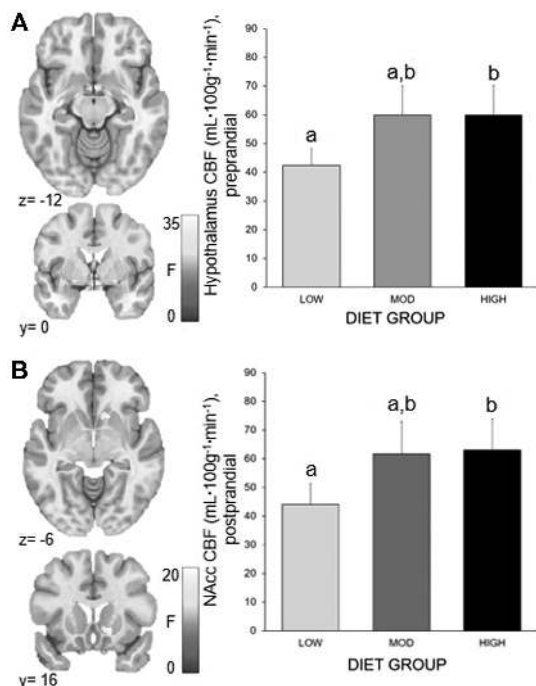 A
z= -12
y= 0
35
F
0
Hypothalamus CBF (mL·100g⁻¹·min⁻¹),
preprandial
90
80
70
60
50
40
30
20
10
0
a
a,b
b
LOW MOD HIGH
DIET GROUP
B
z= -6
y= 16
20
F
0
NAcc CBF (mL·100g⁻¹·min⁻¹),
postprandial
90
80
70
60
50
40
30
20
10
0
a
a,b
b
LOW MOD HIGH
DIET GROUP